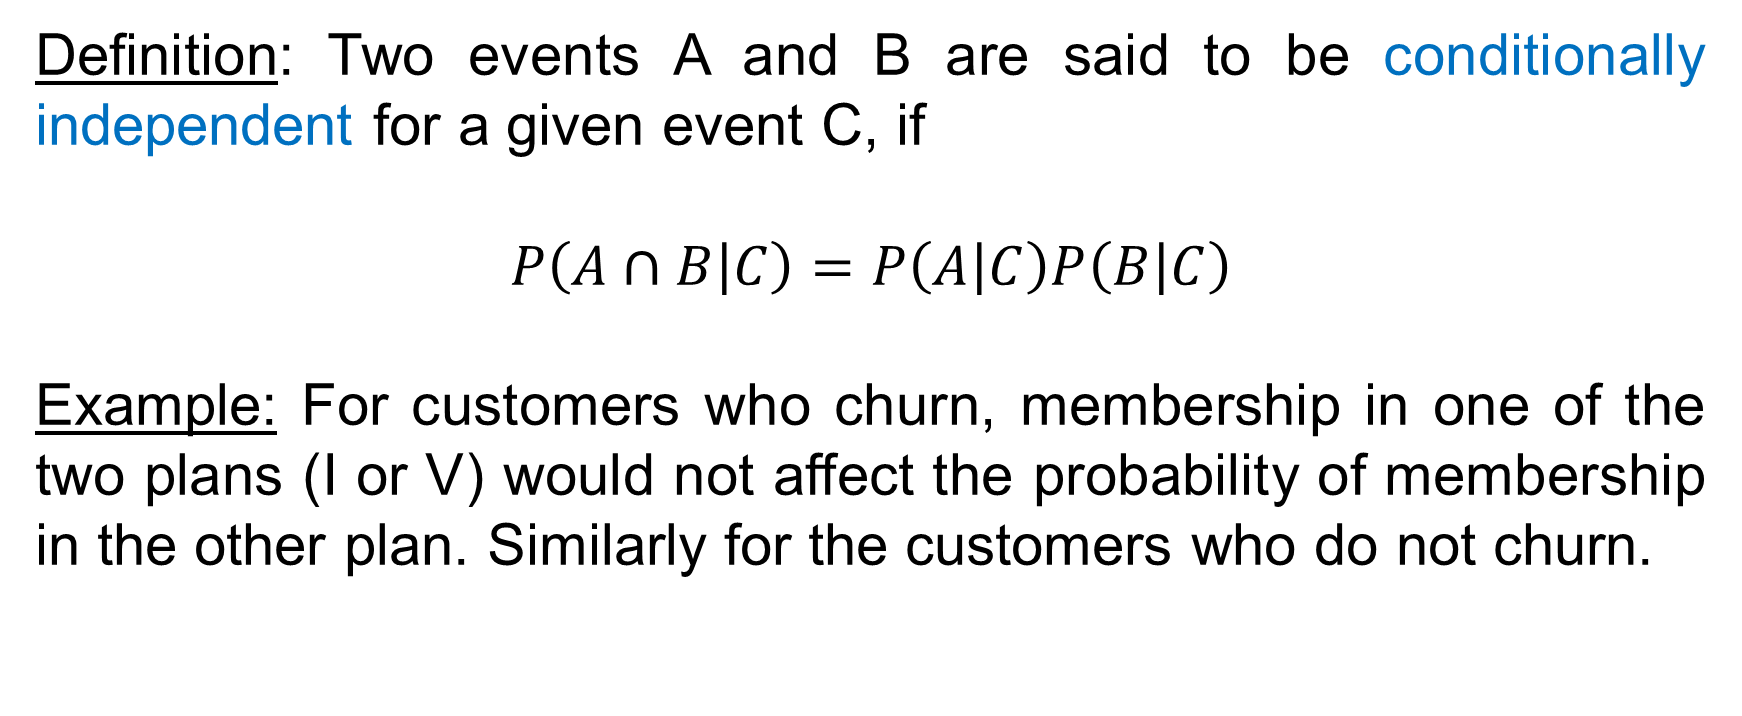 Definition: Two events A and B are said to be conditionally
independent for a given event C, if
P(A ∩ B|C) = P(A|C)P(B|C)
Example: For customers who churn, membership in one of the
two plans (I or V) would not affect the probability of membership
in the other plan. Similarly for the customers who do not churn.